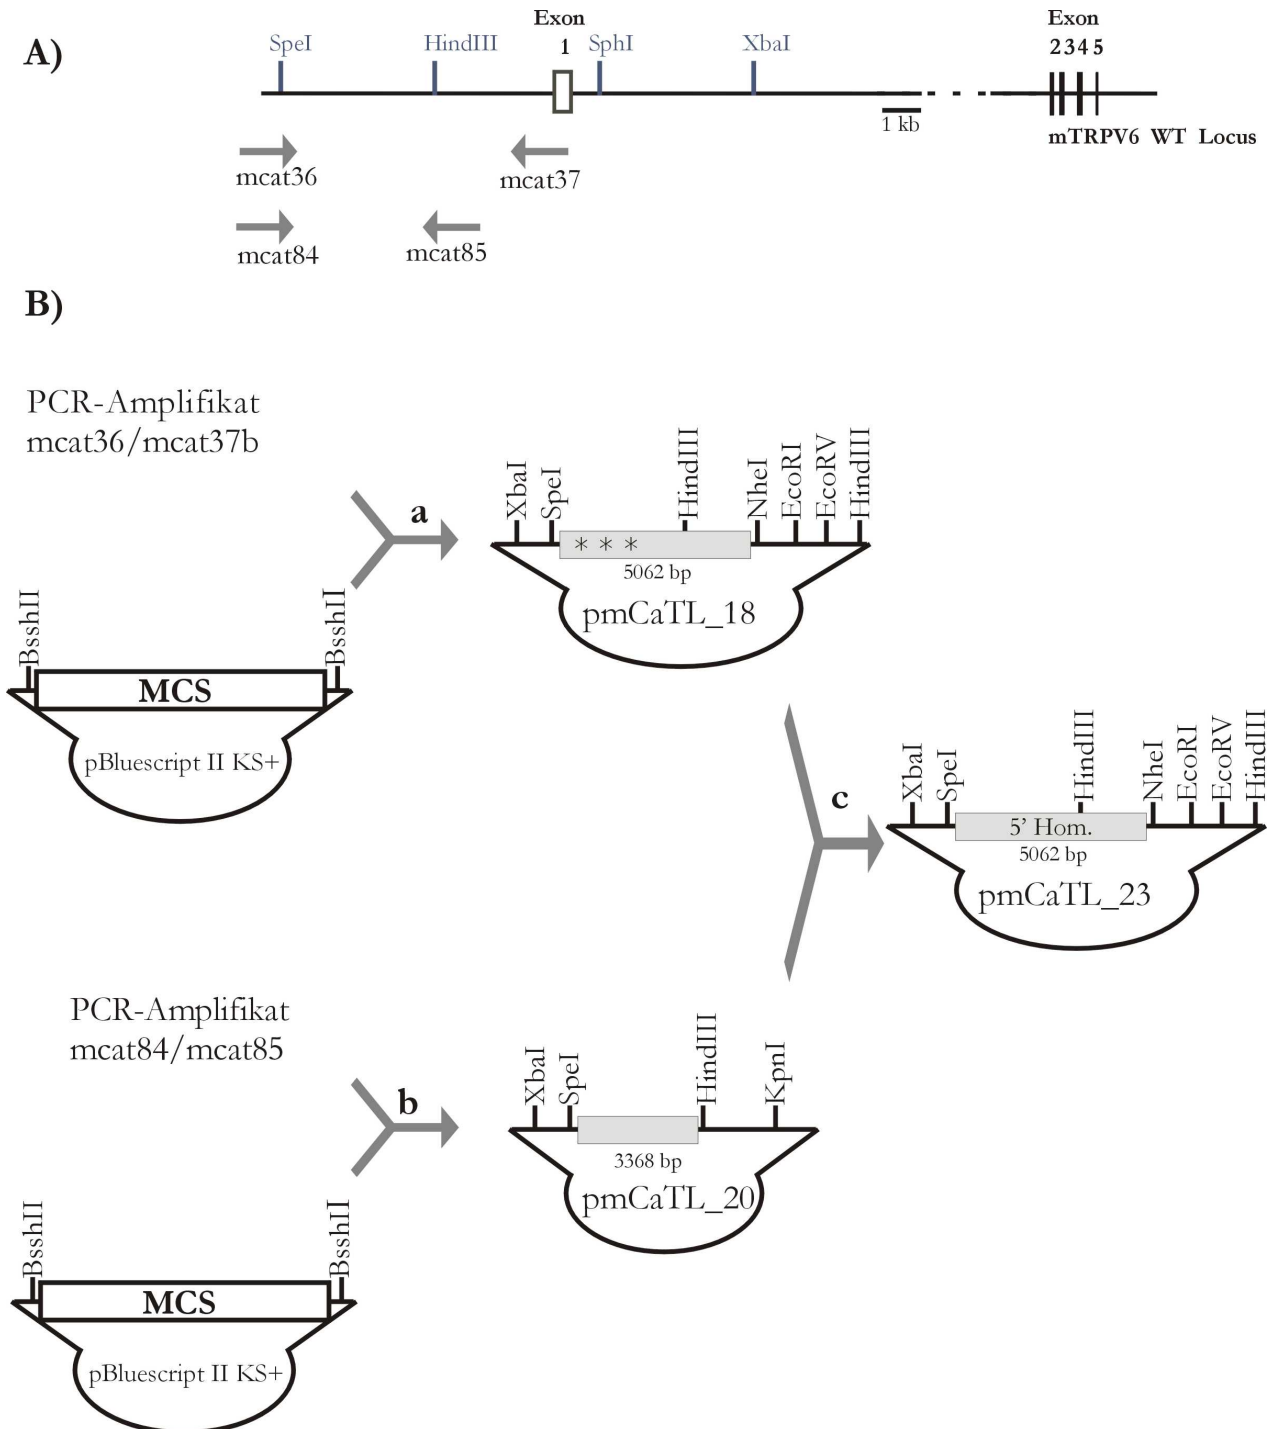 A)
Exon
1
Exon
2345
SpeI
HindIII
SphI
XbaI
1 kb
mTRPV6 WT Locus
mcat36
mcat37
mcat84
mcat85
B)
PCR-Amplifikat
mcat36/mcat37b
a
BsshII
BsshII
MCS
pBluescript II KS+
XbaI
SpeI
HindIII
NheI
EcoRI
EcoRV
HindIII
* * *
5062 bp
pmCaTL_18
c
XbaI
SpeI
HindIII
NheI
EcoRI
EcoRV
HindIII
5' Hom.
5062 bp
pmCaTL_23
PCR-Amplifikat
mcat84/mcat85
b
BsshII
BsshII
MCS
pBluescript II KS+
XbaI
SpeI
HindIII
KpnI
3368 bp
pmCaTL_20